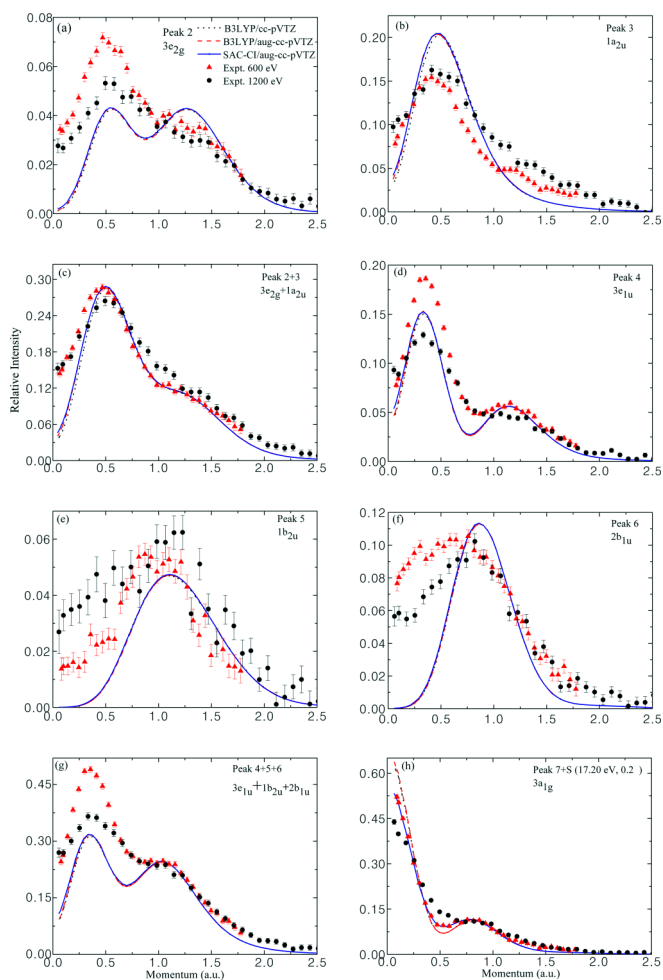 (a)
Peak 2
3e2g
B3LYP/cc-pVTZ
B3LYP/aug-cc-pVTZ
SAC-CI/aug-cc-pVTZ
Expt. 600 eV
Expt. 1200 eV
0.08
0.06
0.04
0.02
0.00
0.0 0.5 1.0 1.5 2.0 2.5
(b)
Peak 3
1a2u
0.20
0.15
0.10
0.05
0.00
0.0 0.5 1.0 1.5 2.0 2.5
(c)
Peak 2+3
3e2g+1a2u
0.30
0.24
0.18
0.12
0.06
0.00
0.0 0.5 1.0 1.5 2.0 2.5
(d)
Peak 4
3e1u
0.20
0.15
0.10
0.05
0.00
0.0 0.5 1.0 1.5 2.0 2.5
Relative Intensity
(e)
Peak 5
1b2u
0.06
0.04
0.02
0.00
0.0 0.5 1.0 1.5 2.0 2.5
(f)
Peak 6
2b1u
0.12
0.10
0.08
0.06
0.04
0.02
0.00
0.0 0.5 1.0 1.5 2.0 2.5
(g)
Peak 4+5+6
3e1u+1b2u+2b1u
0.45
0.30
0.15
0.00
0.0 0.5 1.0 1.5 2.0 2.5
Momentum (a.u.)
(h)
Peak 7+S (17.20 eV, 0.2 )
3a1g
0.60
0.45
0.30
0.15
0.00
0.0 0.5 1.0 1.5 2.0 2.5
Momentum (a.u.)